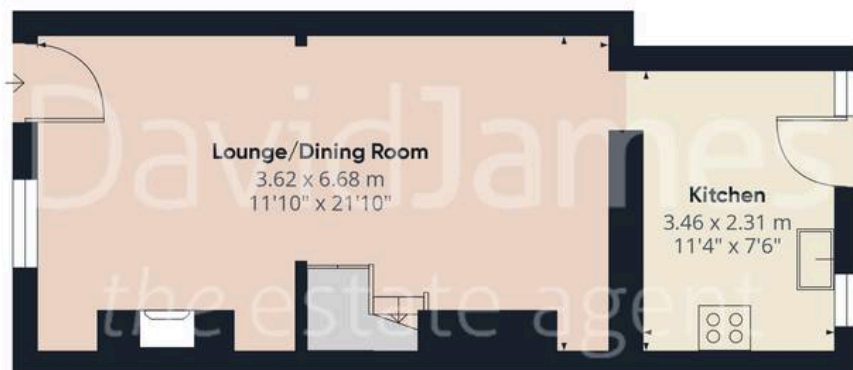 DavidJames
the estate agent
Lounge/Dining Room
3.62 x 6.68 m
11'10" x 21'10"
Kitchen
3.46 x 2.31 m
11'4" x 7'6"